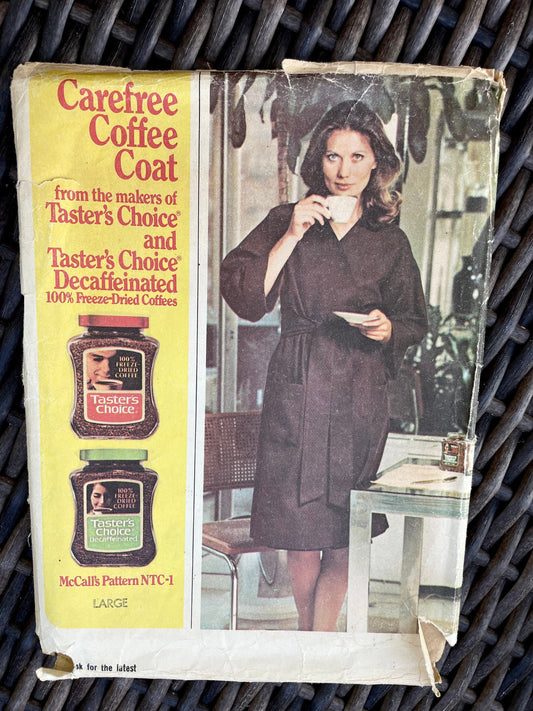 Carefree
Coffee
Coat
from the makers of
Taster's Choice®
and
Taster's Choice®
Decaffeinated
100% Freeze-Dried Coffees
100%
FREEZE-
DRIED
COFFEE
Taster's
Choice
100%
FREEZE-
DRIED
COFFEE
Taster's
Choice
Decaffeinated
McCall's Pattern NTC-1
LARGE
sk for the latest